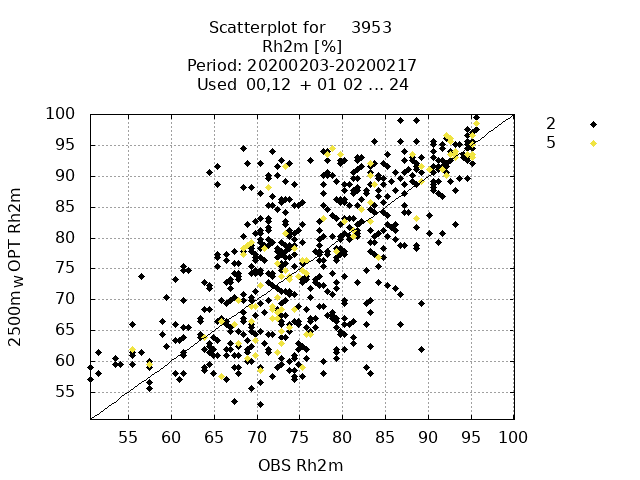 Scatterplot for 3953
Rh2m [%]
Period: 20200203-20200217
Used 00,12 + 01 02 ... 24
2
5
100
95
90
85
80
75
70
65
60
55
2500m_W OPT Rh2m
55 60 65 70 75 80 85 90 95 100
OBS Rh2m